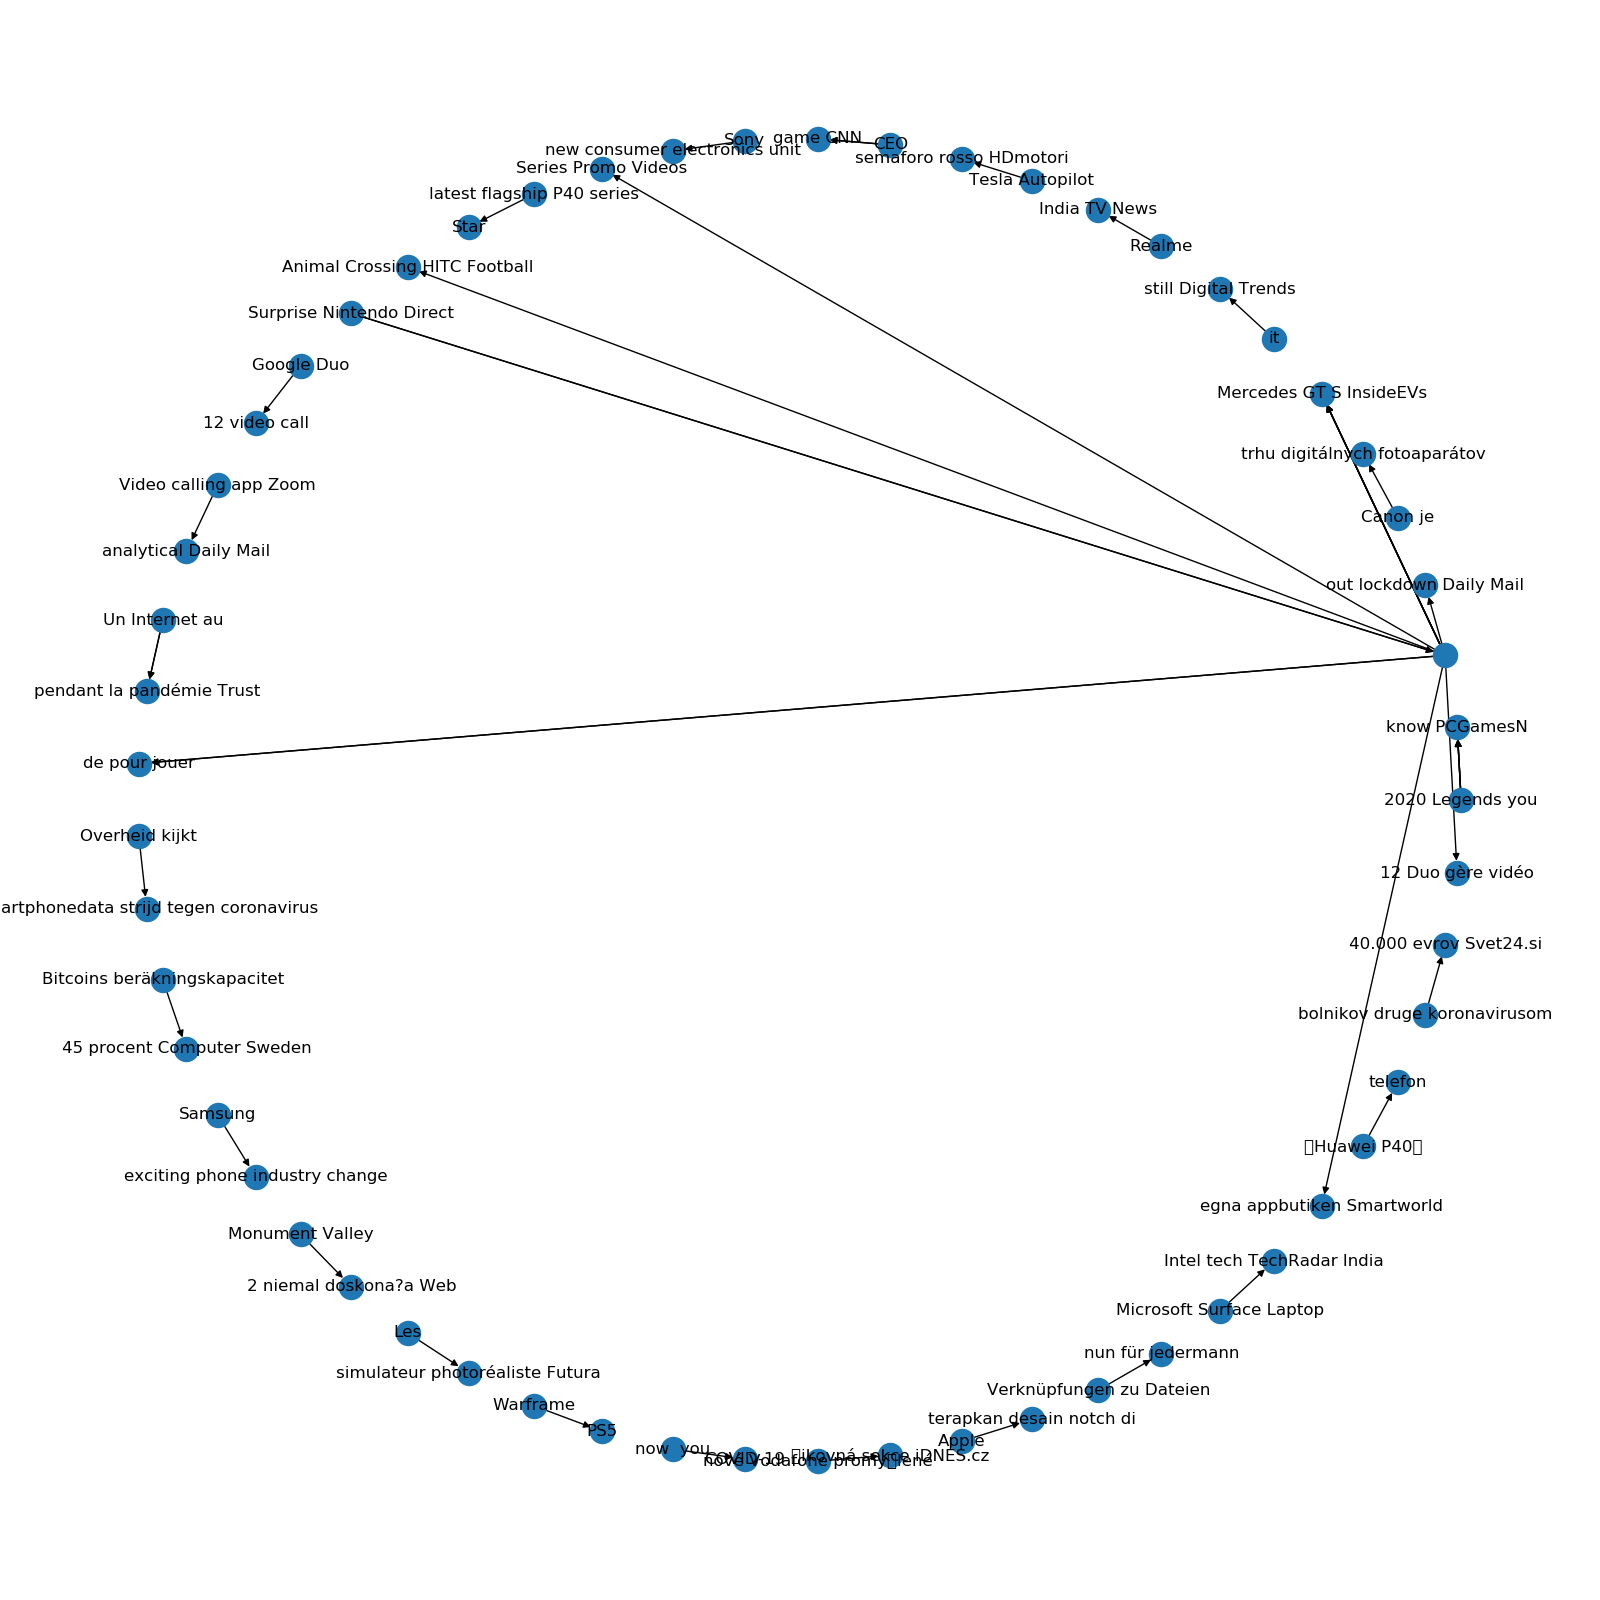 Sony
game CNN
CEO
new consumer electronics unit
semaforo rosso HDmotori
Series Promo Videos
Tesla Autopilot
latest flagship P40 series
India TV News
Star
Realme
Animal Crossing HITC Football
still Digital Trends
Surprise Nintendo Direct
it
Google Duo
Mercedes GT S InsideEVs
12 video call
trhu digitálnych fotoaparátov
Video calling app Zoom
Canon je
analytical Daily Mail
out lockdown Daily Mail
Un Internet au
pendant la pandémie Trust
know PCGamesN
de pour jouer
2020 Legends you
Overheid kijkt
12 Duo gère vidéo
artphonedata strijd tegen coronavirus
40.000 evrov Svet24.si
Bitcoins beräkningskapacitet
bolnikov druge koronavirusom
45 procent Computer Sweden
telefon
Samsung
Huawei P40
exciting phone industry change
egna appbutiken Smartworld
Monument Valley
Intel tech TechRadar India
2 niemal doskona?a Web
Microsoft Surface Laptop
Les
nun für jedermann
simulateur photoréaliste Futura
Verknüpfungen zu Dateien
Warframe
terapkan desain notch di
PS5
Apple
now you
COVID-19
sekce iDNES.cz
nové Vodafone